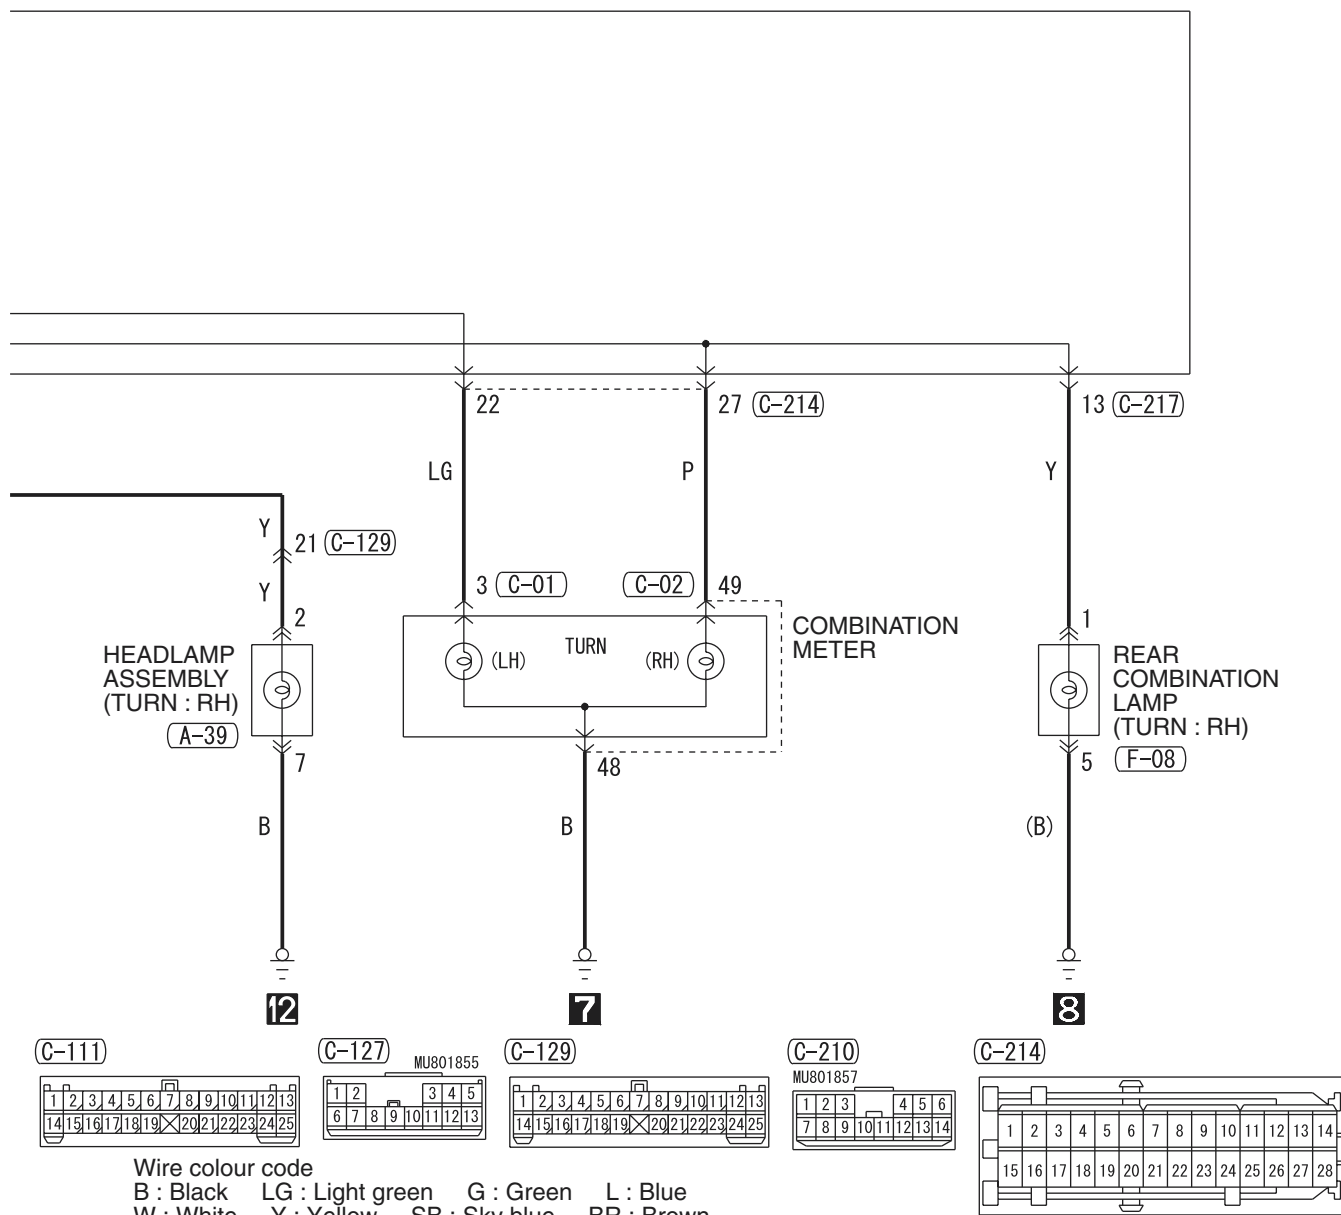 22
27 (C-214)
13 (C-217)
LG
P
Y
Y
21 (C-129)
Y
2
3 (C-01)
(C-02) 49
1
HEADLAMP
ASSEMBLY
(TURN : RH)
(A-39)
7
(LH)
TURN
(RH)
COMBINATION
METER
48
REAR
COMBINATION
LAMP
(TURN : RH)
5 (F-08)
B
B
(B)
12
7
8
(C-111)
1 2 3 4 5 6 7 8 9 10 11 12 13
14 15 16 17 18 19 20 21 22 23 24 25
(C-127)
MU801855
1 2 3 4 5
6 7 8 9 10 11 12 13
(C-129)
1 2 3 4 5 6 7 8 9 10 11 12 13
14 15 16 17 18 19 20 21 22 23 24 25
(C-210)
MU801857
1 2 3 4 5 6
7 8 9 10 11 12 13 14
(C-214)
1 2 3 4 5 6 7 8 9 10 11 12 13 14
15 16 17 18 19 20 21 22 23 24 25 26 27 28
Wire colour code
B : Black LG : Light green G : Green L : Blue
W : White Y : Yellow SB : Sky blue BR : Brown